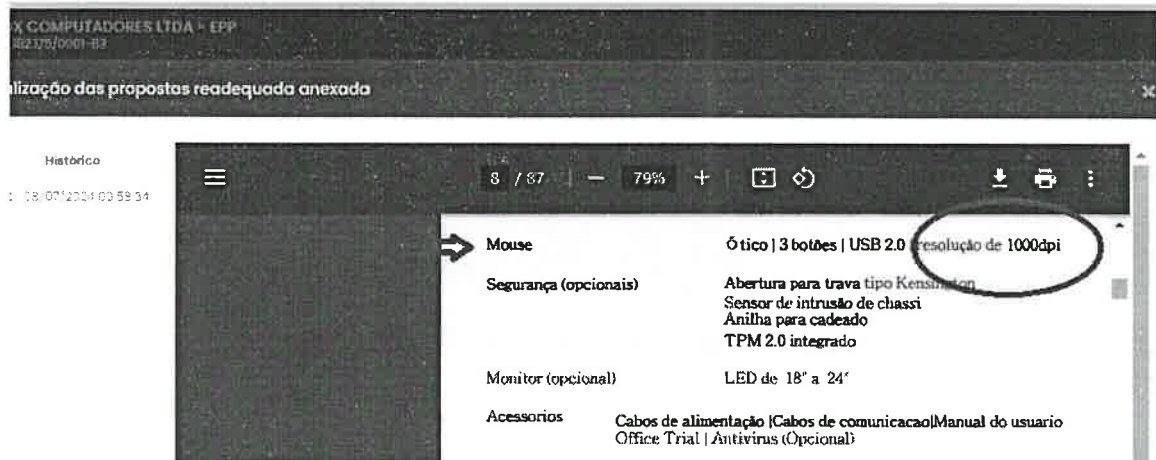 X COMPUTADORES LTDA - EPP
lização das propostas readequada anexada
×
Histórico
8 / 87 | − 79% +
Mouse Ótico | 3 botões | USB 2.0 | resolução de 1000dpi
Segurança (opcionais) Abertura para trava tipo Kensington
Sensor de intrusão de chassi
Anilha para cadeado
TPM 2.0 integrado
Monitor (opcional) LED de 18" a 24"
Acessorios Cabos de alimentação |Cabos de comunicacao|Manual do usuario
Office Trial | Antivirus (Opcional)